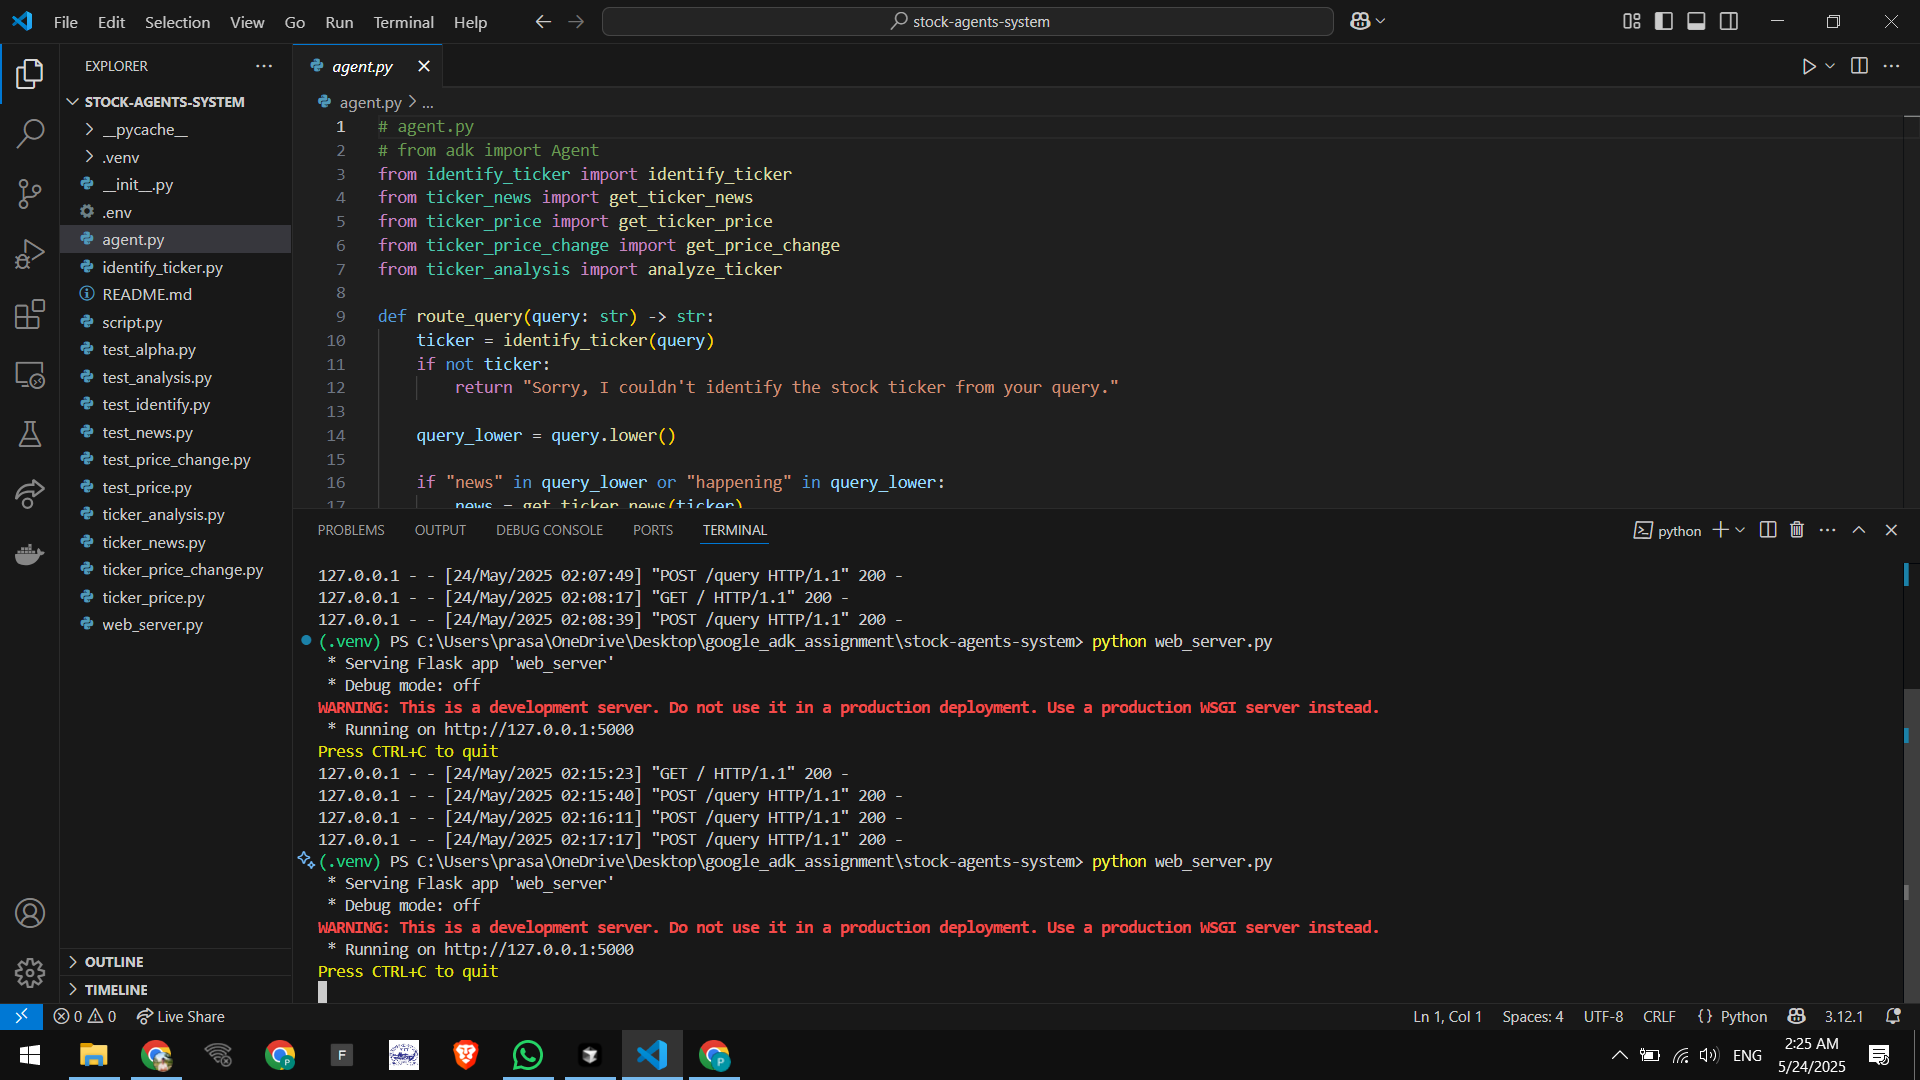 File Edit Selection View Go Run Terminal Help
stock-agents-system
EXPLORER
STOCK-AGENTS-SYSTEM
__pycache__
.venv
__init__.py
.env
agent.py
identify_ticker.py
README.md
script.py
test_alpha.py
test_analysis.py
test_identify.py
test_news.py
test_price_change.py
test_price.py
ticker_analysis.py
ticker_news.py
ticker_price_change.py
ticker_price.py
web_server.py
OUTLINE
TIMELINE
agent.py
agent.py > ...
1 # agent.py
2 # from adk import Agent
3 from identify_ticker import identify_ticker
4 from ticker_news import get_ticker_news
5 from ticker_price import get_ticker_price
6 from ticker_price_change import get_price_change
7 from ticker_analysis import analyze_ticker
8
9 def route_query(query: str) -> str:
10 ticker = identify_ticker(query)
11 if not ticker:
12 return "Sorry, I couldn't identify the stock ticker from your query."
13
14 query_lower = query.lower()
15
16 if "news" in query_lower or "happening" in query_lower:
17 news = get_ticker_news(ticker)
PROBLEMS OUTPUT DEBUG CONSOLE PORTS TERMINAL
python
127.0.0.1 - - [24/May/2025 02:07:49] "POST /query HTTP/1.1" 200 -
127.0.0.1 - - [24/May/2025 02:08:17] "GET / HTTP/1.1" 200 -
127.0.0.1 - - [24/May/2025 02:08:39] "POST /query HTTP/1.1" 200 -
(.venv) PS C:\Users\prasa\OneDrive\Desktop\google_adk_assignment\stock-agents-system> python web_server.py
* Serving Flask app 'web_server'
* Debug mode: off
WARNING: This is a development server. Do not use it in a production deployment. Use a production WSGI server instead.
* Running on http://127.0.0.1:5000
Press CTRL+C to quit
127.0.0.1 - - [24/May/2025 02:15:23] "GET / HTTP/1.1" 200 -
127.0.0.1 - - [24/May/2025 02:15:40] "POST /query HTTP/1.1" 200 -
127.0.0.1 - - [24/May/2025 02:16:11] "POST /query HTTP/1.1" 200 -
127.0.0.1 - - [24/May/2025 02:17:17] "POST /query HTTP/1.1" 200 -
(.venv) PS C:\Users\prasa\OneDrive\Desktop\google_adk_assignment\stock-agents-system> python web_server.py
* Serving Flask app 'web_server'
* Debug mode: off
WARNING: This is a development server. Do not use it in a production deployment. Use a production WSGI server instead.
* Running on http://127.0.0.1:5000
Press CTRL+C to quit
0 0 Live Share
Ln 1, Col 1 Spaces: 4 UTF-8 CRLF {} Python 3.12.1
F
P
P
ENG
2:25 AM
5/24/2025